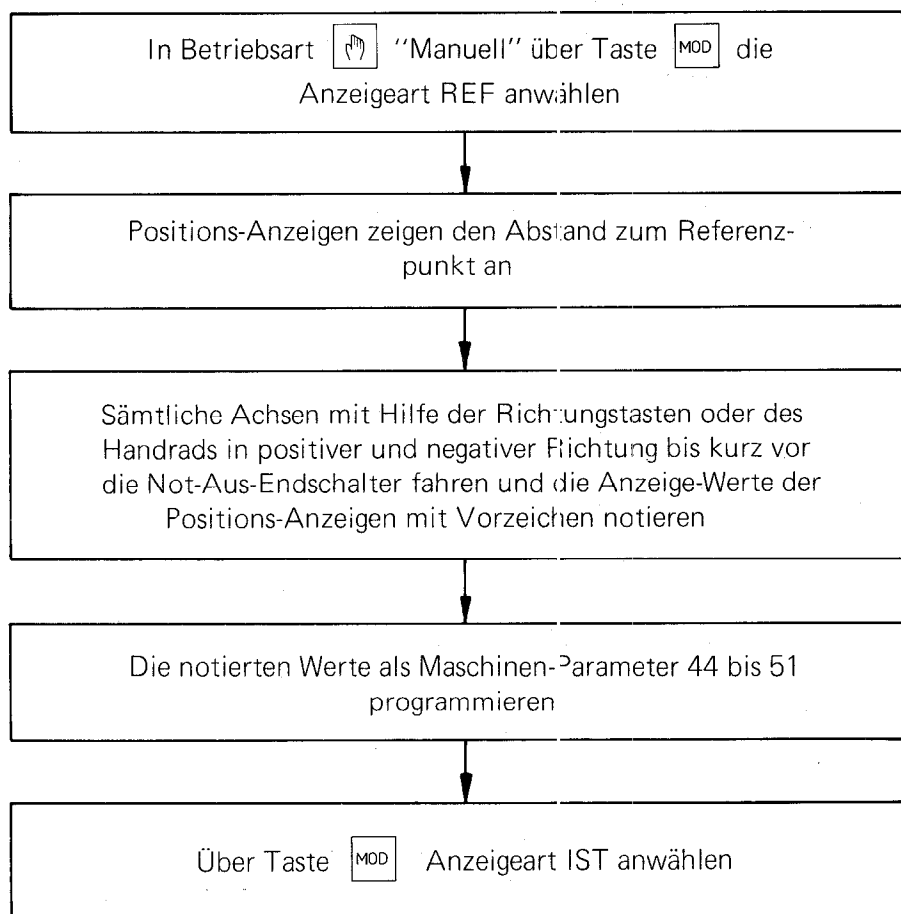 In Betriebsart "Manuell" über Taste MOD die
Anzeigeart REF anwählen
Positions-Anzeigen zeigen den Abstand zum Referenz-
punkt an
Sämtliche Achsen mit Hilfe der Richtungstasten oder des
Handrads in positiver und negativer Richtung bis kurz vor
die Not-Aus-Endschalter fahren und die Anzeige-Werte der
Positions-Anzeigen mit Vorzeichen notieren
Die notierten Werte als Maschinen-Parameter 44 bis 51
programmieren
Über Taste MOD Anzeigeart IST anwählen